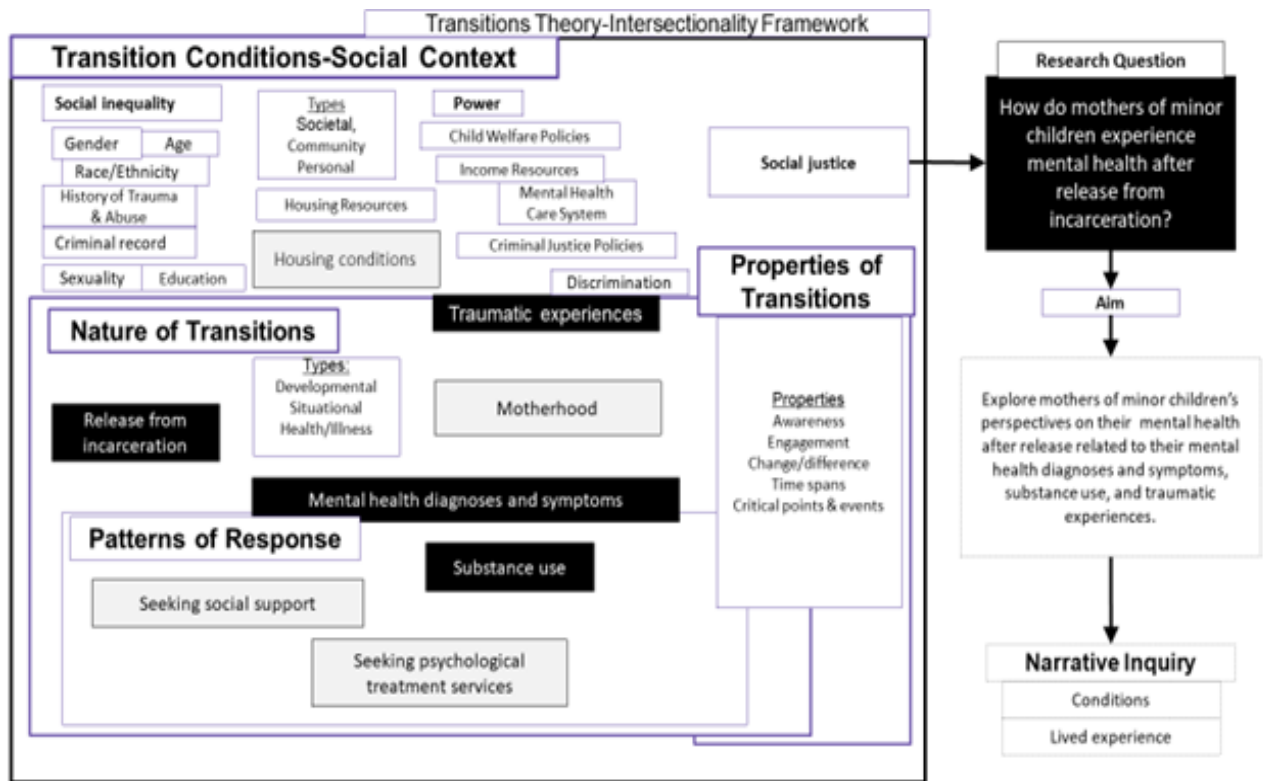 Transitions Theory-Intersectionality Framework
Transition Conditions-Social Context
Social inequality
Gender
Age
Race/Ethnicity
History of Trauma
& Abuse
Criminal record
Sexuality
Education
Types
Societal,
Community
Personal
Housing Resources
Housing conditions
Power
Child Welfare Policies
Income Resources
Mental Health
Care System
Criminal Justice Policies
Discrimination
Social justice
Properties of
Transitions
Properties
Awareness
Engagement
Change/difference
Time spans
Critical points & events
Nature of Transitions
Traumatic experiences
Types:
Developmental
Situational
Health/Illness
Motherhood
Release from
incarceration
Mental health diagnoses and symptoms
Patterns of Response
Substance use
Seeking social support
Seeking psychological
treatment services
Research Question
How do mothers of minor
children experience
mental health after
release from
incarceration?
Aim
Explore mothers of minor children's
perspectives on their mental health
after release related to their mental
health diagnoses and symptoms,
substance use, and traumatic
experiences.
Narrative Inquiry
Conditions
Lived experience